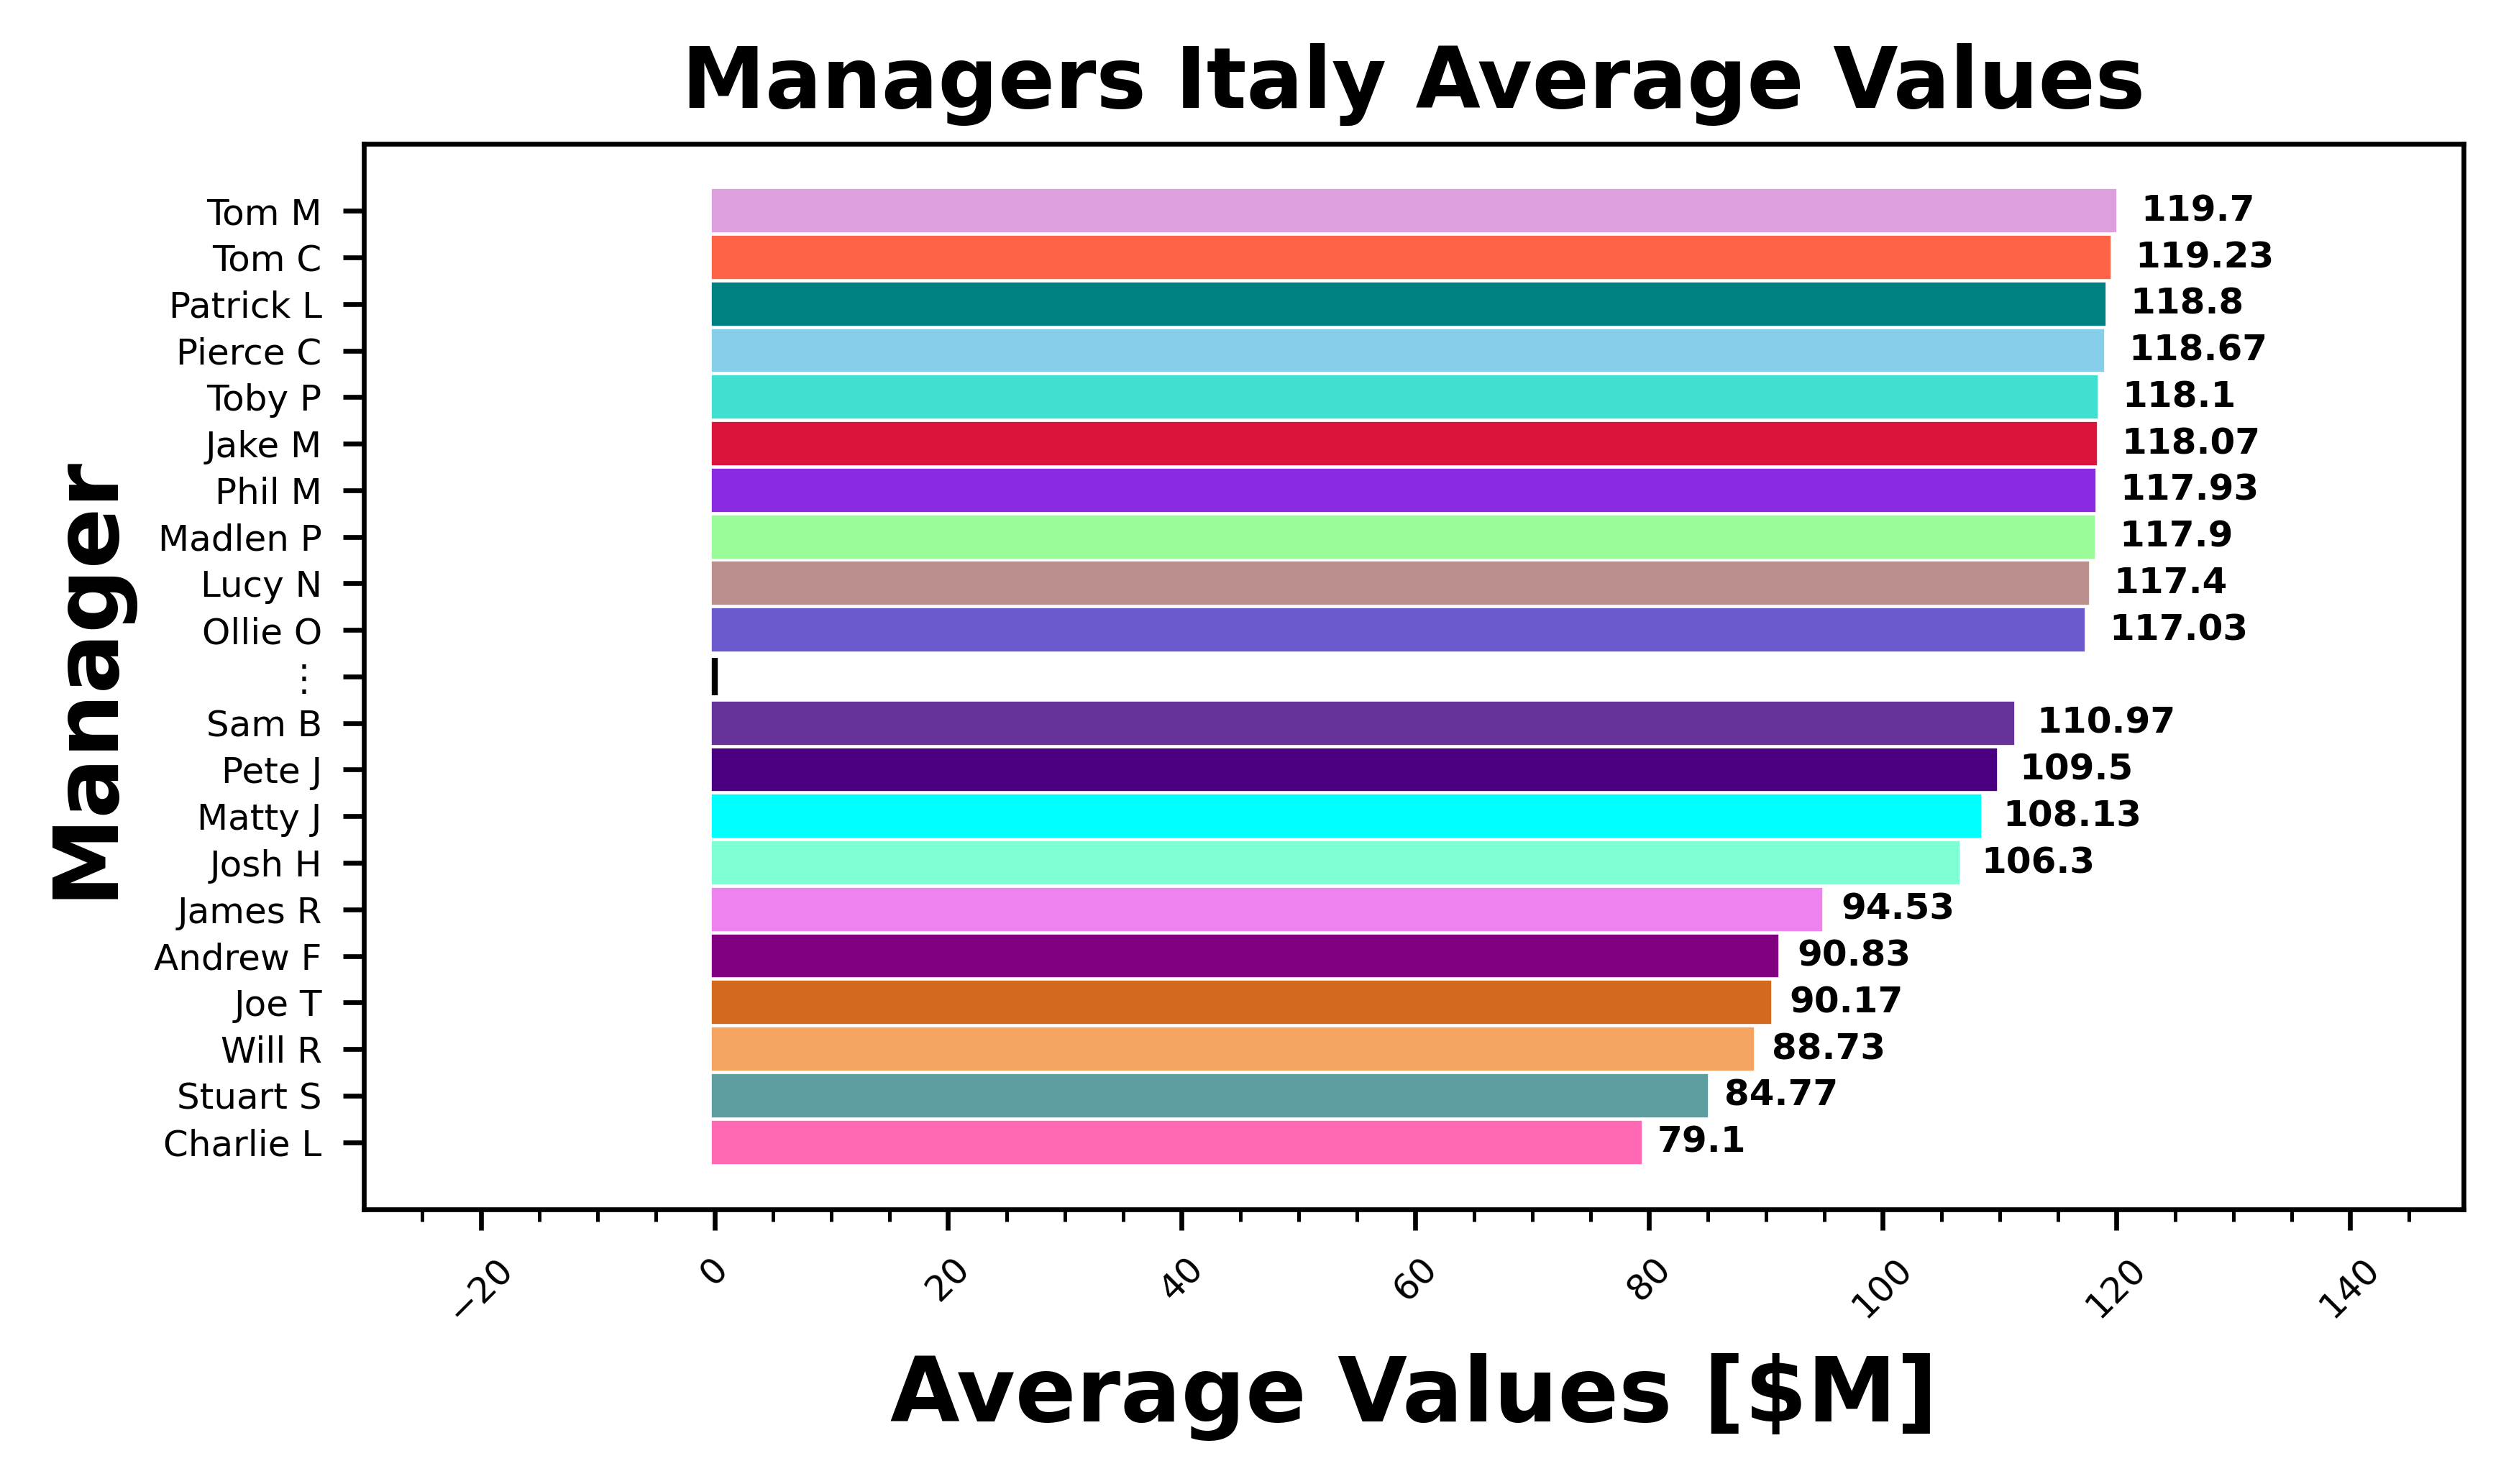 Managers Italy Average Values
Manager
Tom M 119.7
Tom C 119.23
Patrick L 118.8
Pierce C 118.67
Toby P 118.1
Jake M 118.07
Phil M 117.93
Madlen P 117.9
Lucy N 117.4
Ollie O 117.03
⋮
Sam B 110.97
Pete J 109.5
Matty J 108.13
Josh H 106.3
James R 94.53
Andrew F 90.83
Joe T 90.17
Will R 88.73
Stuart S 84.77
Charlie L 79.1
−20 0 20 40 60 80 100 120 140
Average Values [$M]